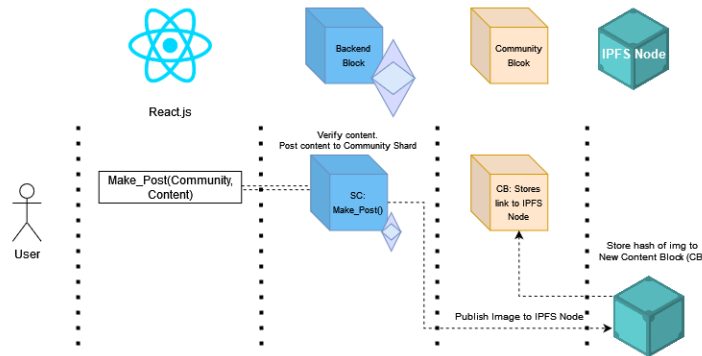 Backend
Block
Community
Blcok
IPFS Node
React.js
Verify content.
Post content to Community Shard
Make_Post(Community,
Content)
SC:
Make_Post()
CB: Stores
link to IPFS
Node
User
Store hash of img to
New Content Block (CB
Publish Image to IPFS Node